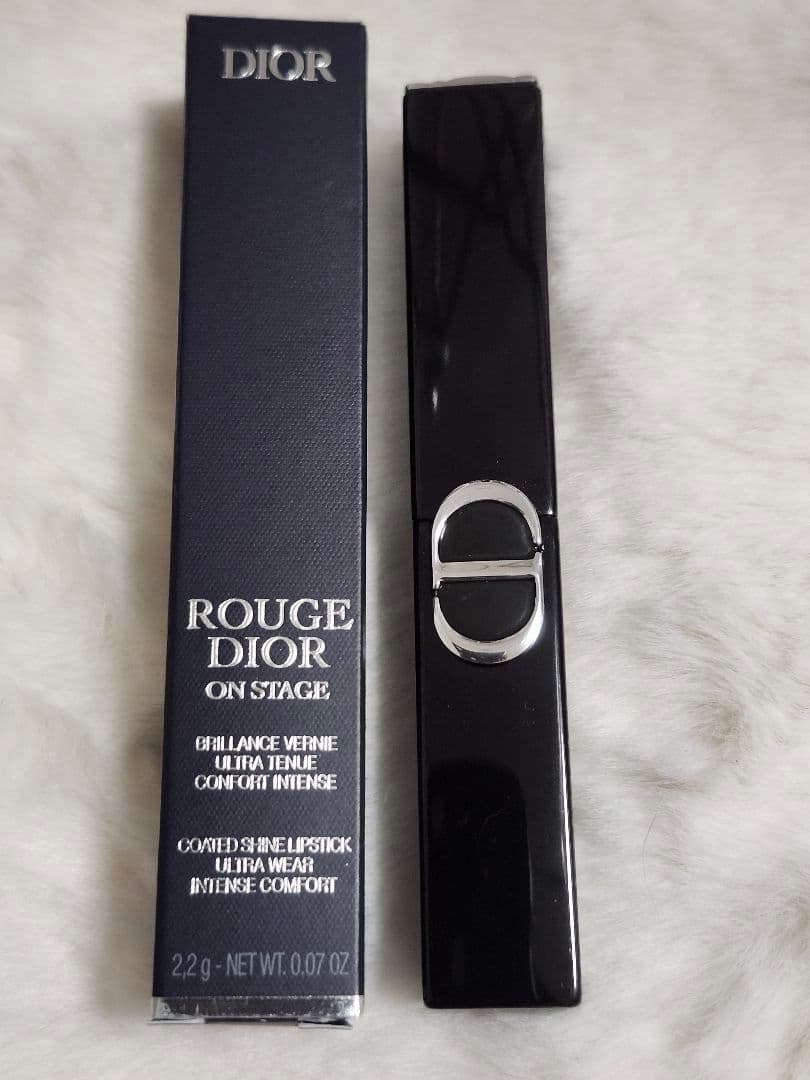 DIOR
ROUGE
DIOR
ON STAGE
BRILLANCE VERNIE
ULTRA TENUE
CONFORT INTENSE
COATED SHINE LIPSTICK
ULTRA WEAR
INTENSE COMFORT
2,2 g - NET WT. 0.07 OZ